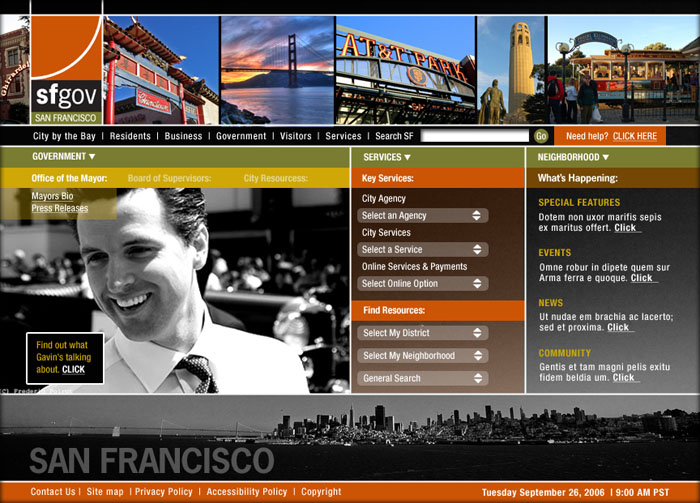 Ghirardelli
AT&T PARK
sfgov
SAN FRANCISCO
City by the Bay | Residents | Business | Government | Visitors | Services | Search SF
Go
Need help? CLICK HERE
GOVERNMENT
Office of the Mayor: Board of Supervisors: City Resourcess:
Mayors Bio
Press Releases
Find out what
Gavin's talking
about. CLICK
SERVICES
Key Services:
City Agency
Select an Agency
City Services
Select a Service
Online Services & Payments
Select Online Option
Find Resources:
Select My District
Select My Neighborhood
General Search
NEIGHBORHOOD
What's Happening:
SPECIAL FEATURES
Dotem non uxor marifis sepis
ex maritus offert. Click
EVENTS
Omne robur in dipete quem sur
Arma ferra e quoque. Click
NEWS
Ut nudae em brachia ac lacerto;
sed et proxima. Click
COMMUNITY
Gentis et tam magni pelis exitu
fidem beldia um. Click
SAN FRANCISCO
Contact Us | Site map | Privacy Policy | Accessibility Policy | Copyright
Tuesday September 26, 2006 | 9:00 AM PST